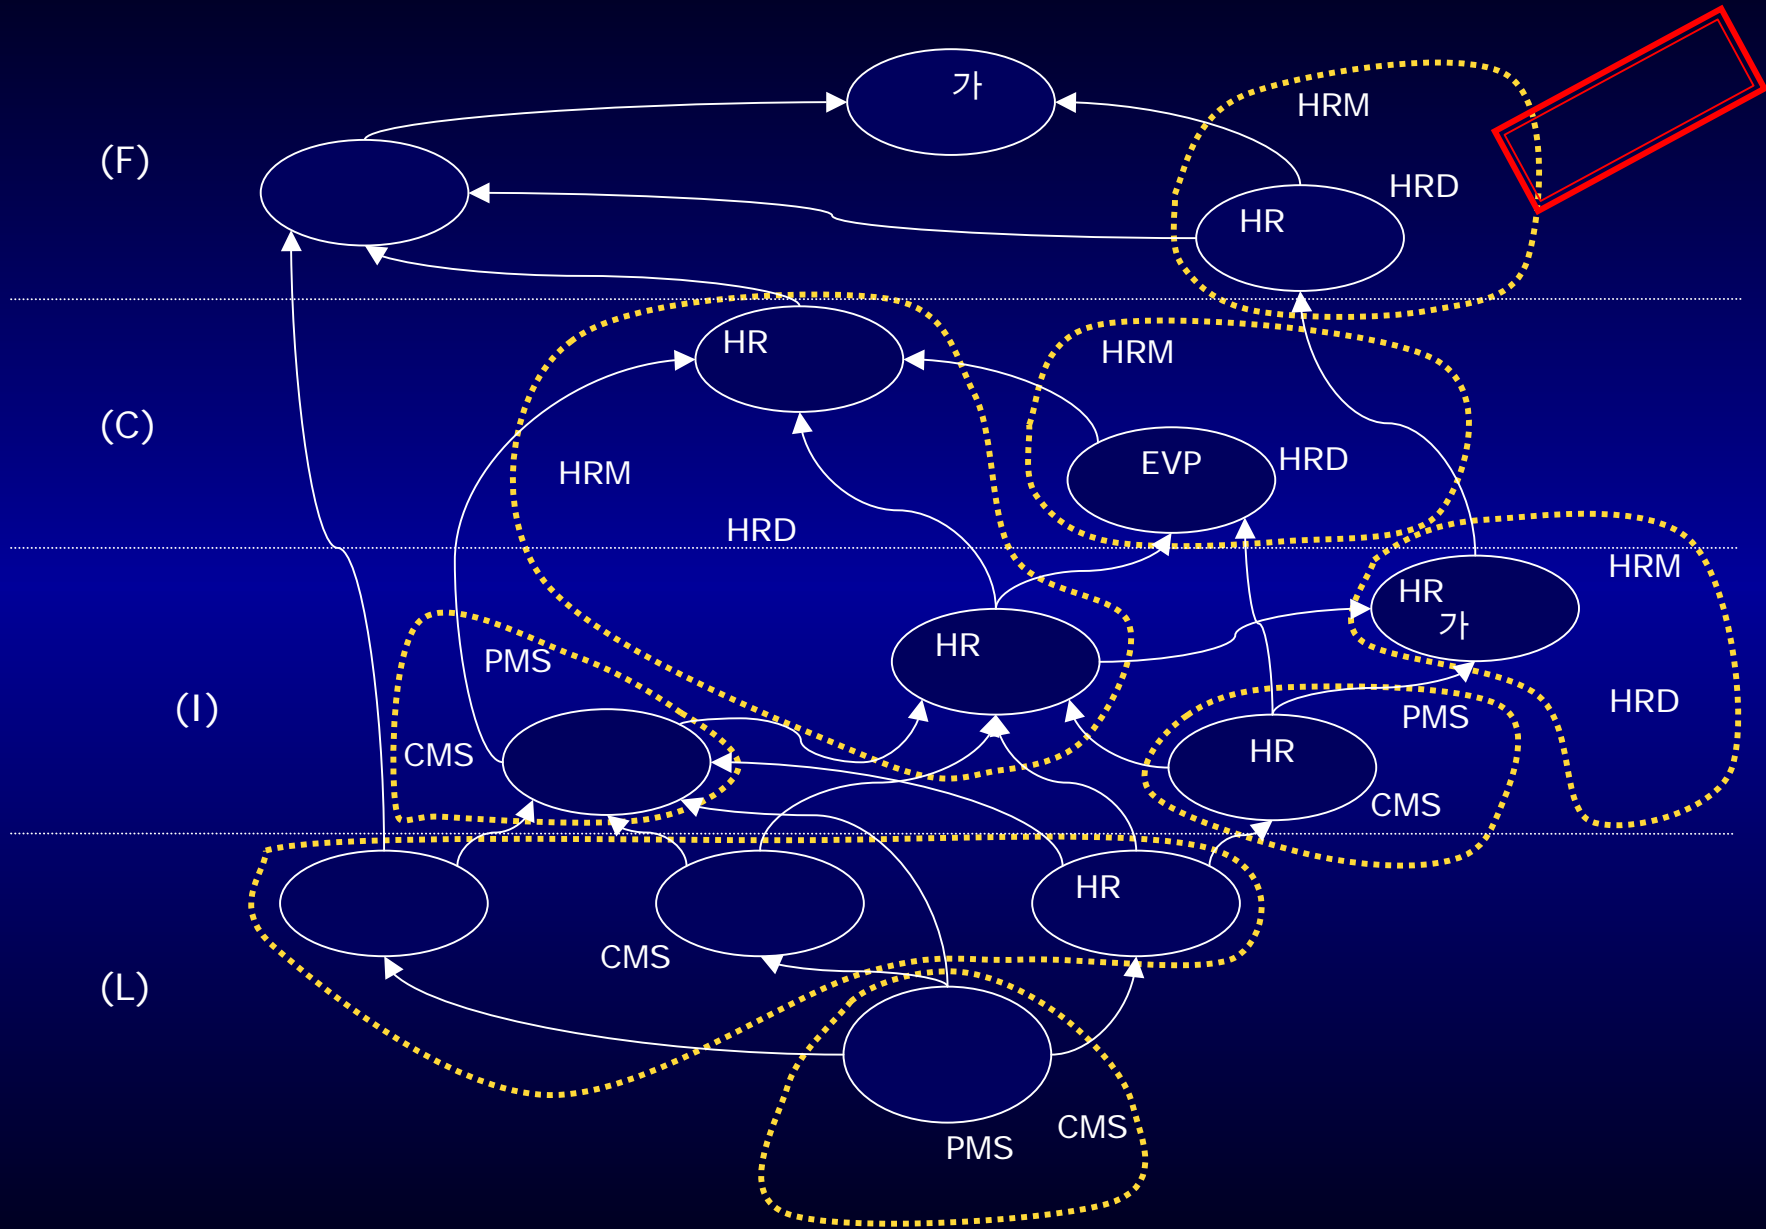 가
HRM
(F)
HRD
HR
HR
HRM
(C)
EVP
HRD
HRM
HRD
HRM
HR
가
HR
PMS
(I)
HRD
PMS
CMS
HR
CMS
HR
CMS
(L)
CMS
PMS